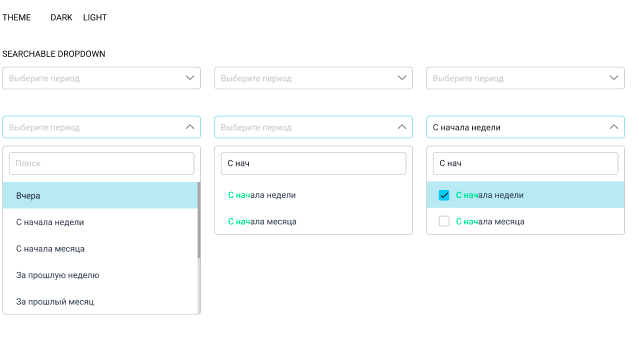 THEME DARK LIGHT
SEARCHABLE DROPDOWN
Выберите период Выберите период Выберите период
Выберите период Выберите период С начала недели
Поиск С нач С нач
Вчера С начала недели С начала недели
С начала недели С начала месяца С начала месяца
С начала месяца
За прошлую неделю
За прошлый месяц